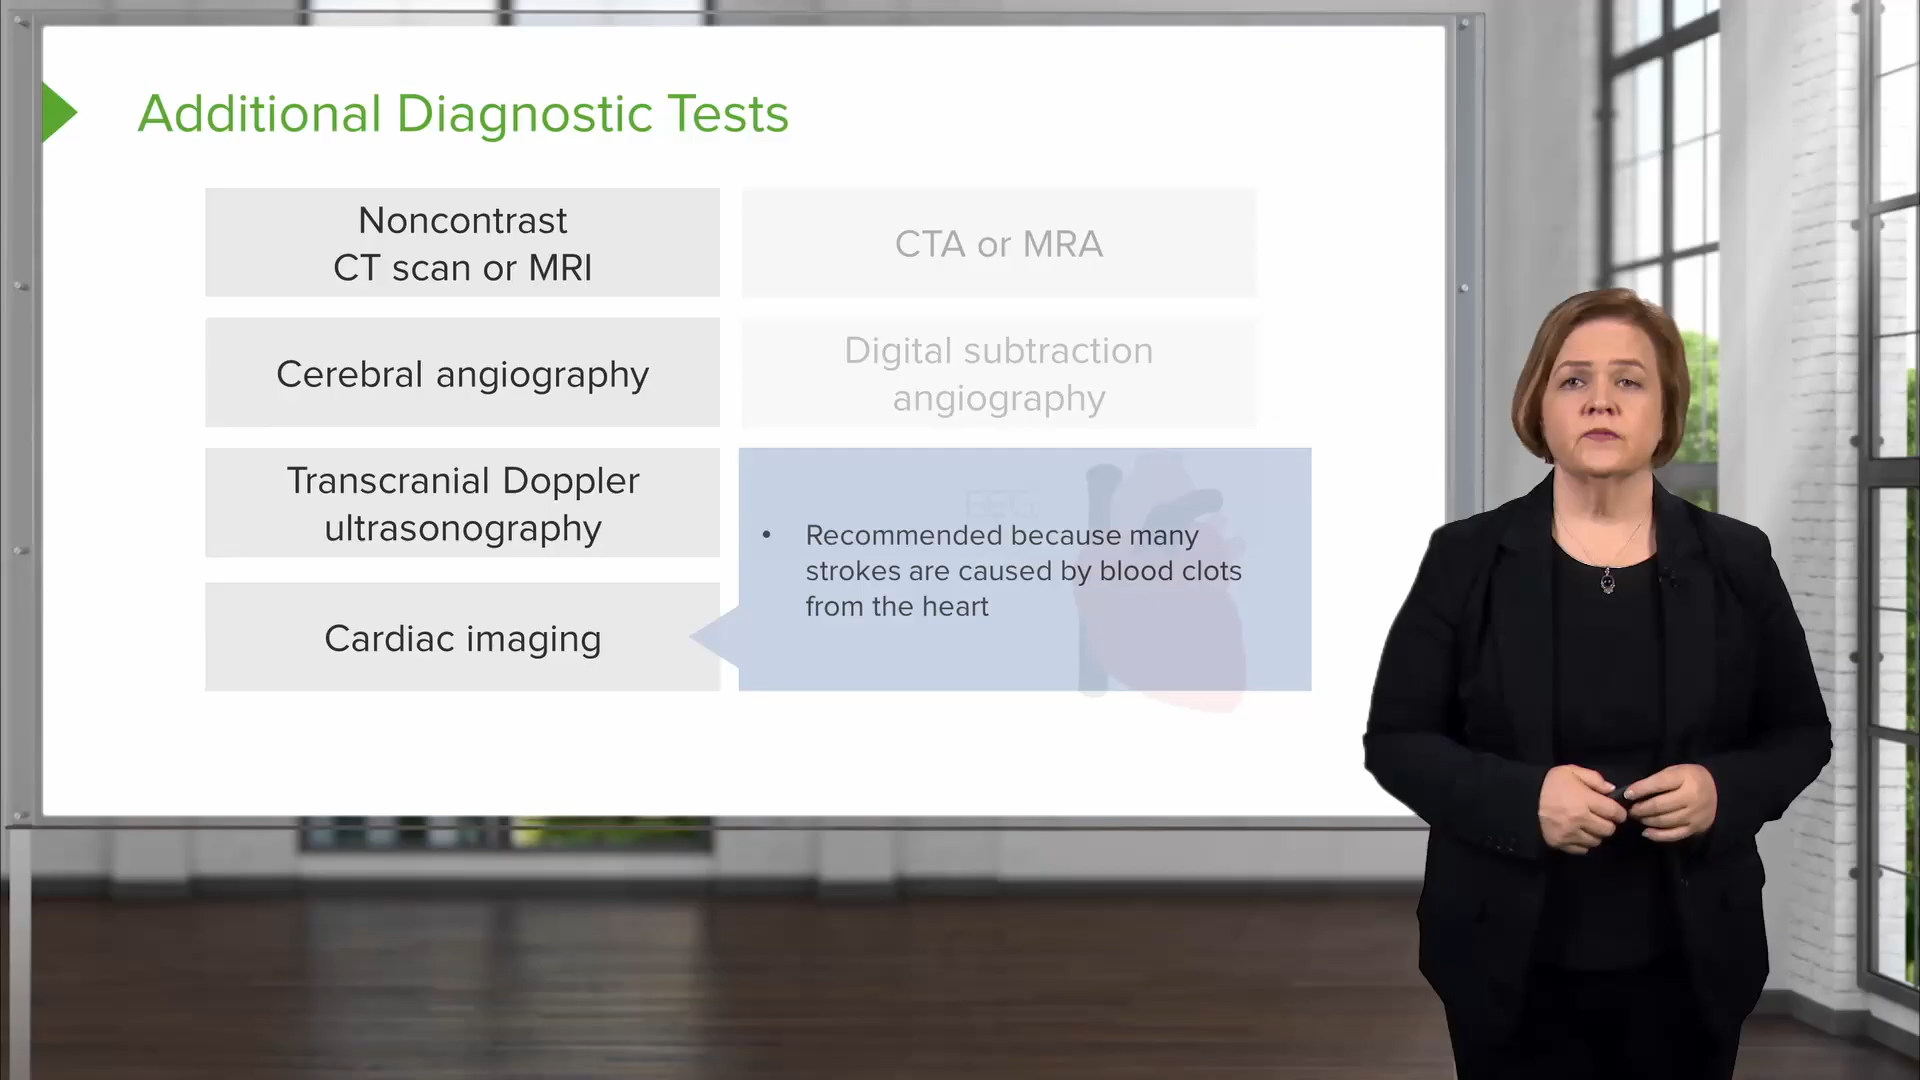 Additional Diagnostic Tests
Noncontrast
CT scan or MRI
CTA or MRA
Cerebral angiography
Digital subtraction
angiography
Transcranial Doppler
ultrasonography
EEG
• Recommended because many
strokes are caused by blood clots
from the heart
Cardiac imaging